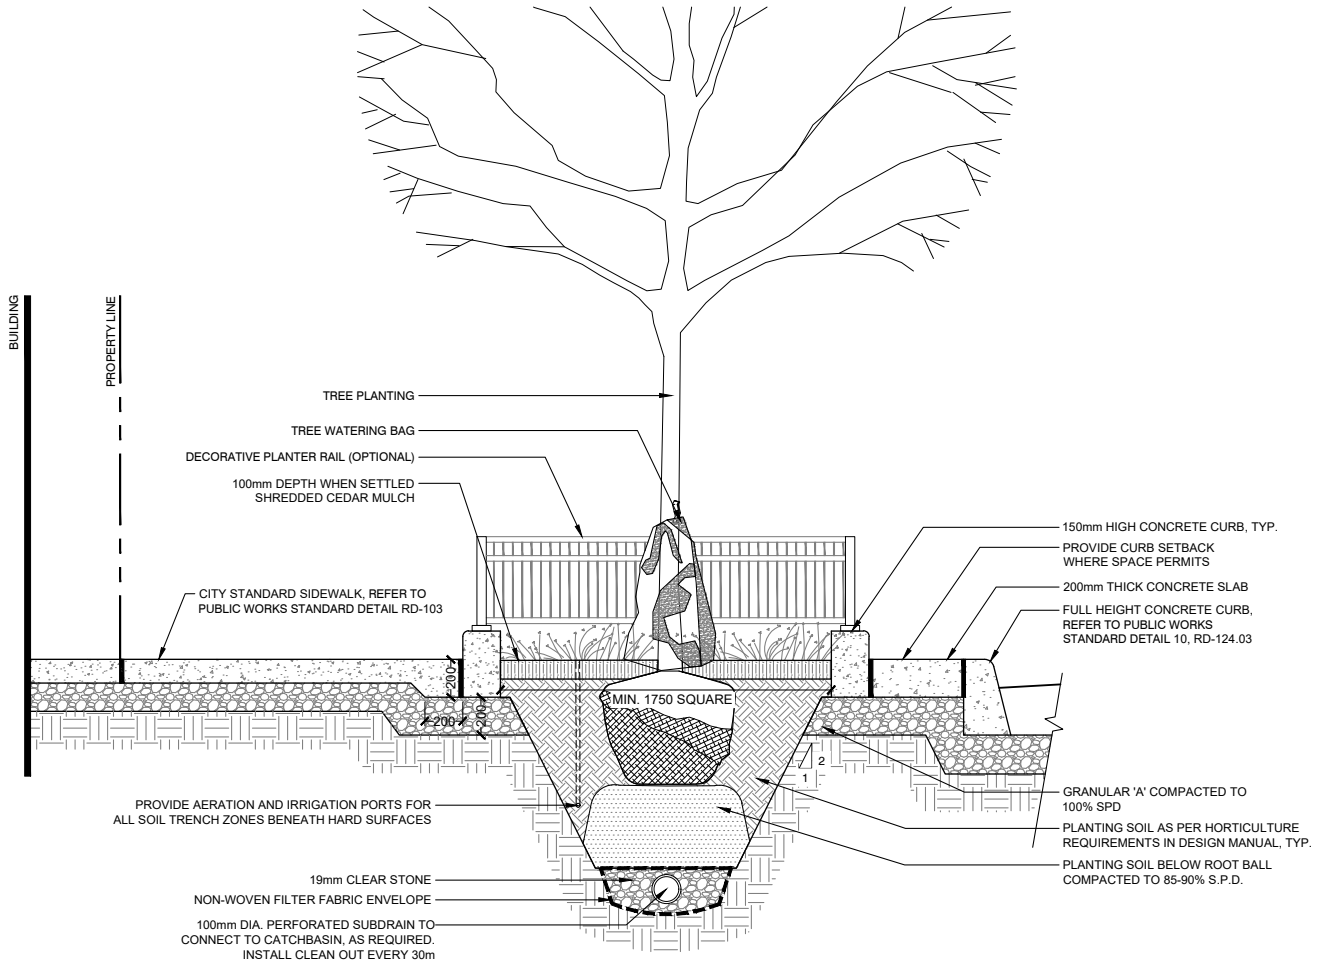 BUILDING
PROPERTY LINE
TREE PLANTING
TREE WATERING BAG
DECORATIVE PLANTER RAIL (OPTIONAL)
100mm DEPTH WHEN SETTLED
SHREDDED CEDAR MULCH
CITY STANDARD SIDEWALK, REFER TO
PUBLIC WORKS STANDARD DETAIL RD-103
150mm HIGH CONCRETE CURB, TYP.
PROVIDE CURB SETBACK
WHERE SPACE PERMITS
200mm THICK CONCRETE SLAB
FULL HEIGHT CONCRETE CURB,
REFER TO PUBLIC WORKS
STANDARD DETAIL 10, RD-124.03
200
200
200
MIN. 1750 SQUARE
2
1
PROVIDE AERATION AND IRRIGATION PORTS FOR
ALL SOIL TRENCH ZONES BENEATH HARD SURFACES
GRANULAR 'A' COMPACTED TO
100% SPD
PLANTING SOIL AS PER HORTICULTURE
REQUIREMENTS IN DESIGN MANUAL, TYP.
PLANTING SOIL BELOW ROOT BALL
COMPACTED TO 85-90% S.P.D.
19mm CLEAR STONE
NON-WOVEN FILTER FABRIC ENVELOPE
100mm DIA. PERFORATED SUBDRAIN TO
CONNECT TO CATCHBASIN, AS REQUIRED.
INSTALL CLEAN OUT EVERY 30m